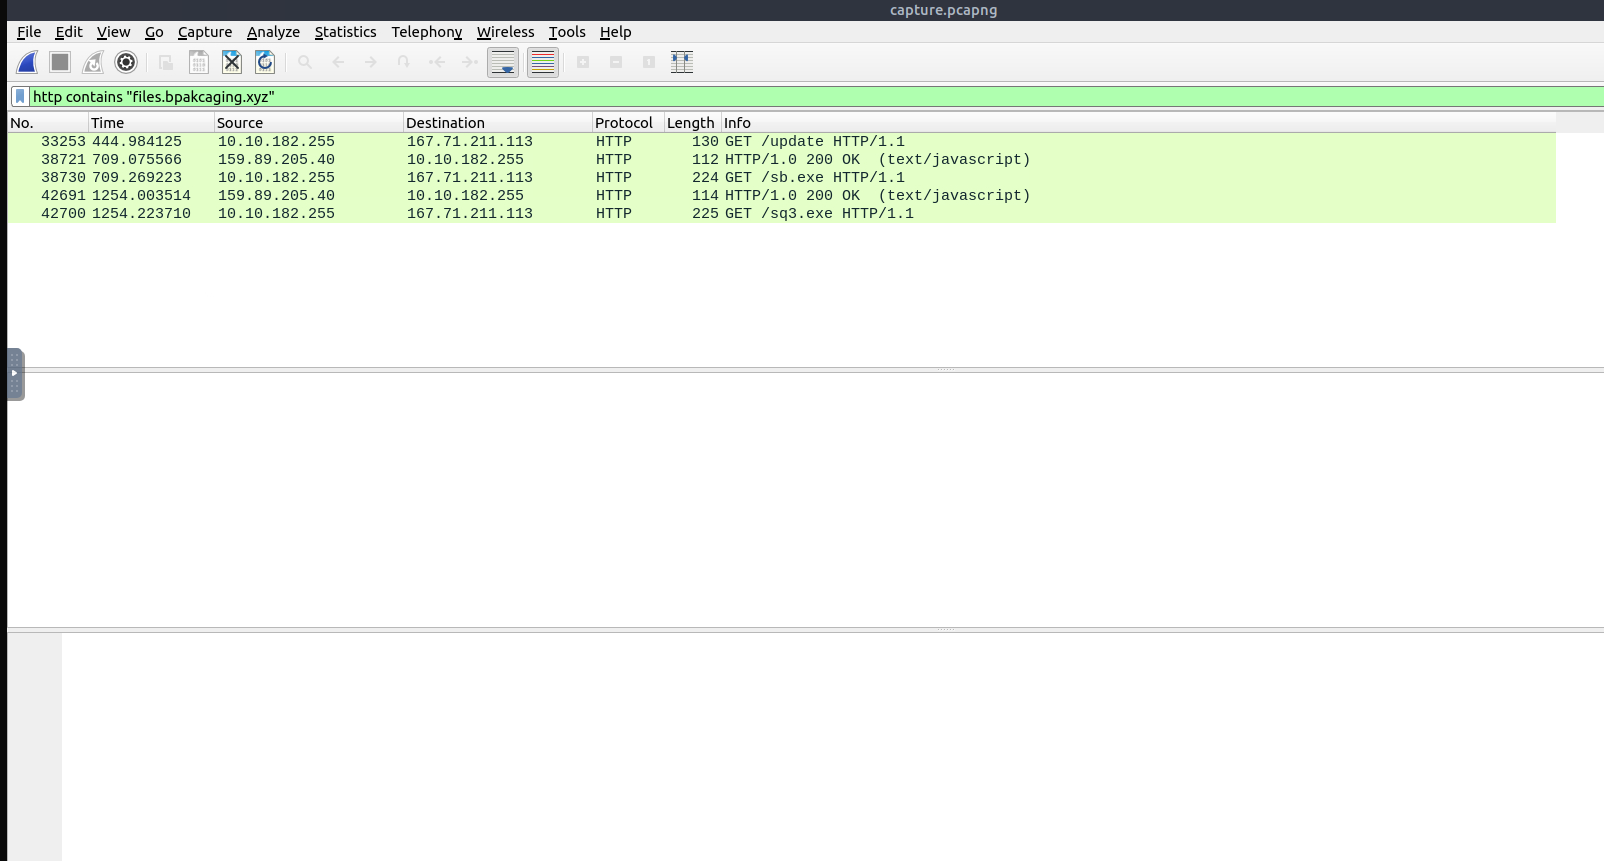 capture.pcapng
File Edit View Go Capture Analyze Statistics Telephony Wireless Tools Help
http contains "files.bpakcaging.xyz"
No. Time Source Destination Protocol Length Info
33253 444.984125 10.10.182.255 167.71.211.113 HTTP 130 GET /update HTTP/1.1
38721 709.075566 159.89.205.40 10.10.182.255 HTTP 112 HTTP/1.0 200 OK (text/javascript)
38730 709.269223 10.10.182.255 167.71.211.113 HTTP 224 GET /sb.exe HTTP/1.1
42691 1254.003514 159.89.205.40 10.10.182.255 HTTP 114 HTTP/1.0 200 OK (text/javascript)
42700 1254.223710 10.10.182.255 167.71.211.113 HTTP 225 GET /sq3.exe HTTP/1.1